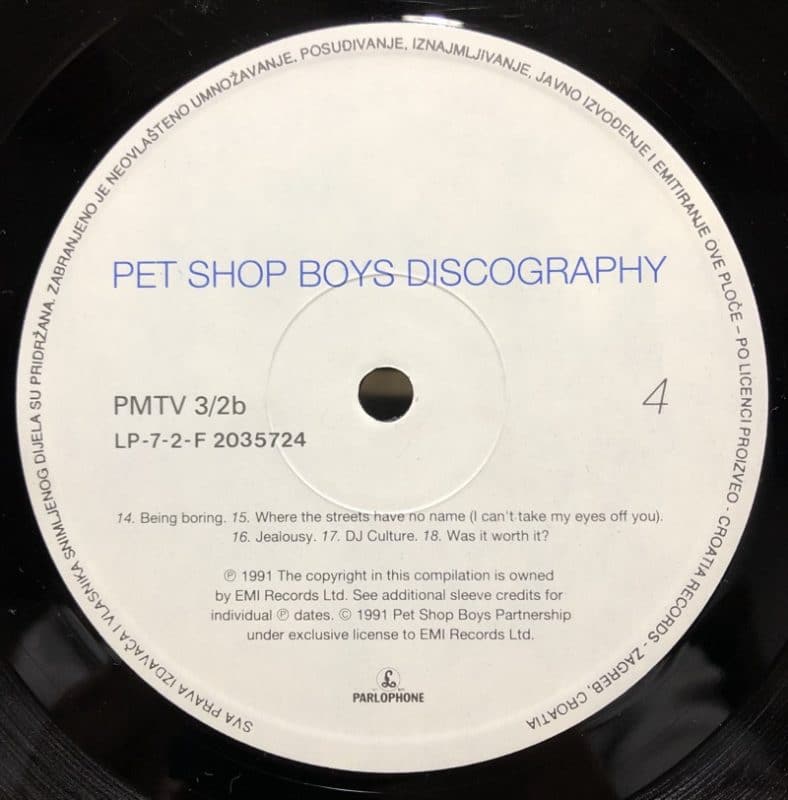 SVA PRAVA IZDAVAČA I VLASNIKA SNIMLJENOG DIJELA SU PRIDRŽANA. ZABRANJENO JE NEOVLAŠTENO UMNOŽAVANJE, POSUĐIVANJE, IZNAJMLJIVANJE, JAVNO IZVOĐENJE I EMITIRANJE OVE PLOČE – PO LICENCI PROIZVEO - CROATIA RECORDS - ZAGREB, CROATIA
PET SHOP BOYS DISCOGRAPHY
PMTV 3/2b
4
LP-7-2-F 2035724
14. Being boring. 15. Where the streets have no name (I can't take my eyes off you).
16. Jealousy. 17. DJ Culture. 18. Was it worth it?
℗ 1991 The copyright in this compilation is owned
by EMI Records Ltd. See additional sleeve credits for
individual ℗ dates. © 1991 Pet Shop Boys Partnership
under exclusive license to EMI Records Ltd.
£
PARLOPHONE